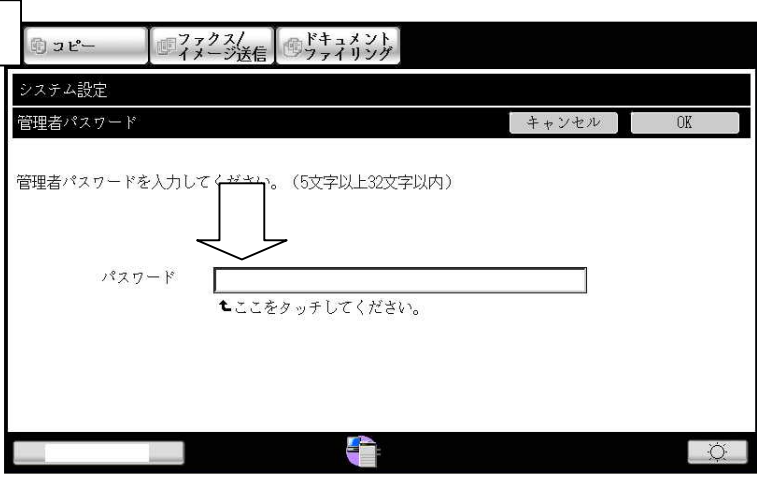 コピー
ファクス/
イメージ送信
ドキュメント
ファイリング
システム設定
管理者パスワード
キャンセル
OK
管理者パスワードを入力してください。(5文字以上32文字以内)
パスワード
ここをタッチしてください。